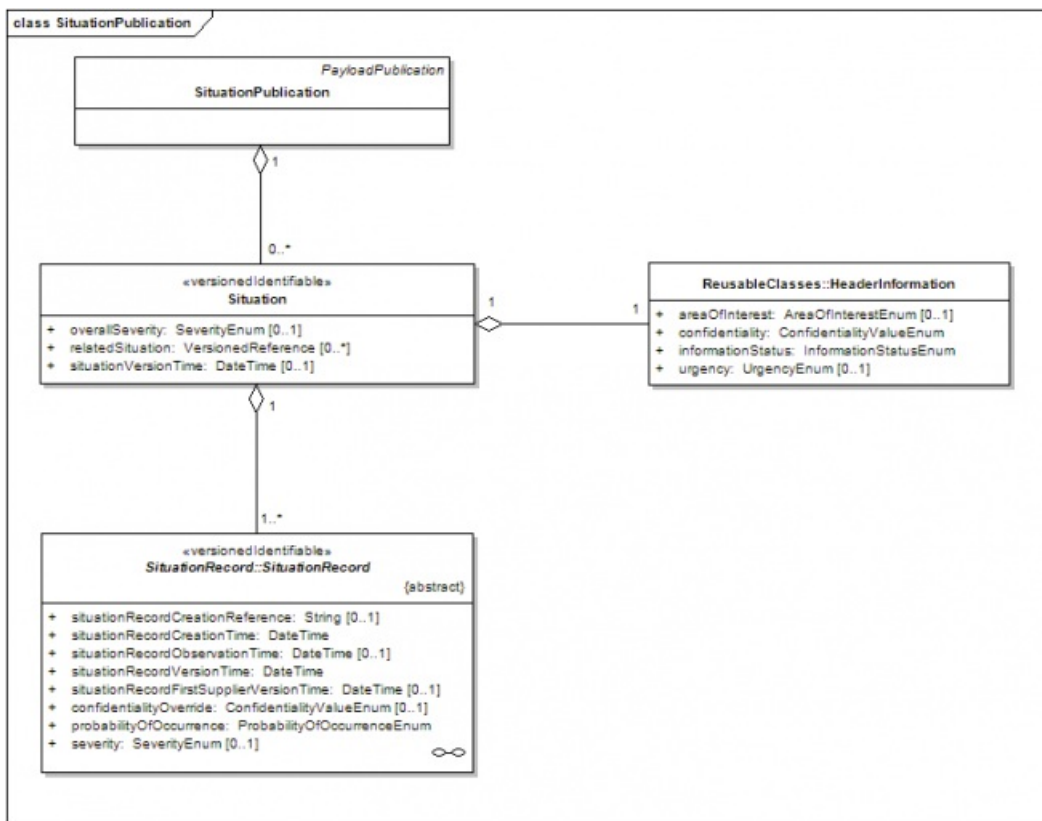 class SituationPublication
PayloadPublication
SituationPublication
1
0..*
«versionedIdentifiable»
Situation
+ overallSeverity: SeverityEnum [0..1]
+ relatedSituation: VersionedReference [0..*]
+ situationVersionTime: DateTime [0..1]
1
1
ReusableClasses::HeaderInformation
+ areaOfInterest: AreaOfInterestEnum [0..1]
+ confidentiality: ConfidentialityValueEnum
+ informationStatus: InformationStatusEnum
+ urgency: UrgencyEnum [0..1]
1
1..*
«versionedIdentifiable»
SituationRecord::SituationRecord
{abstract}
+ situationRecordCreationReference: String [0..1]
+ situationRecordCreationTime: DateTime
+ situationRecordObservationTime: DateTime [0..1]
+ situationRecordVersionTime: DateTime
+ situationRecordFirstSupplierVersionTime: DateTime [0..1]
+ confidentialityOverride: ConfidentialityValueEnum [0..1]
+ probabilityOfOccurrence: ProbabilityOfOccurrenceEnum
+ severity: SeverityEnum [0..1]